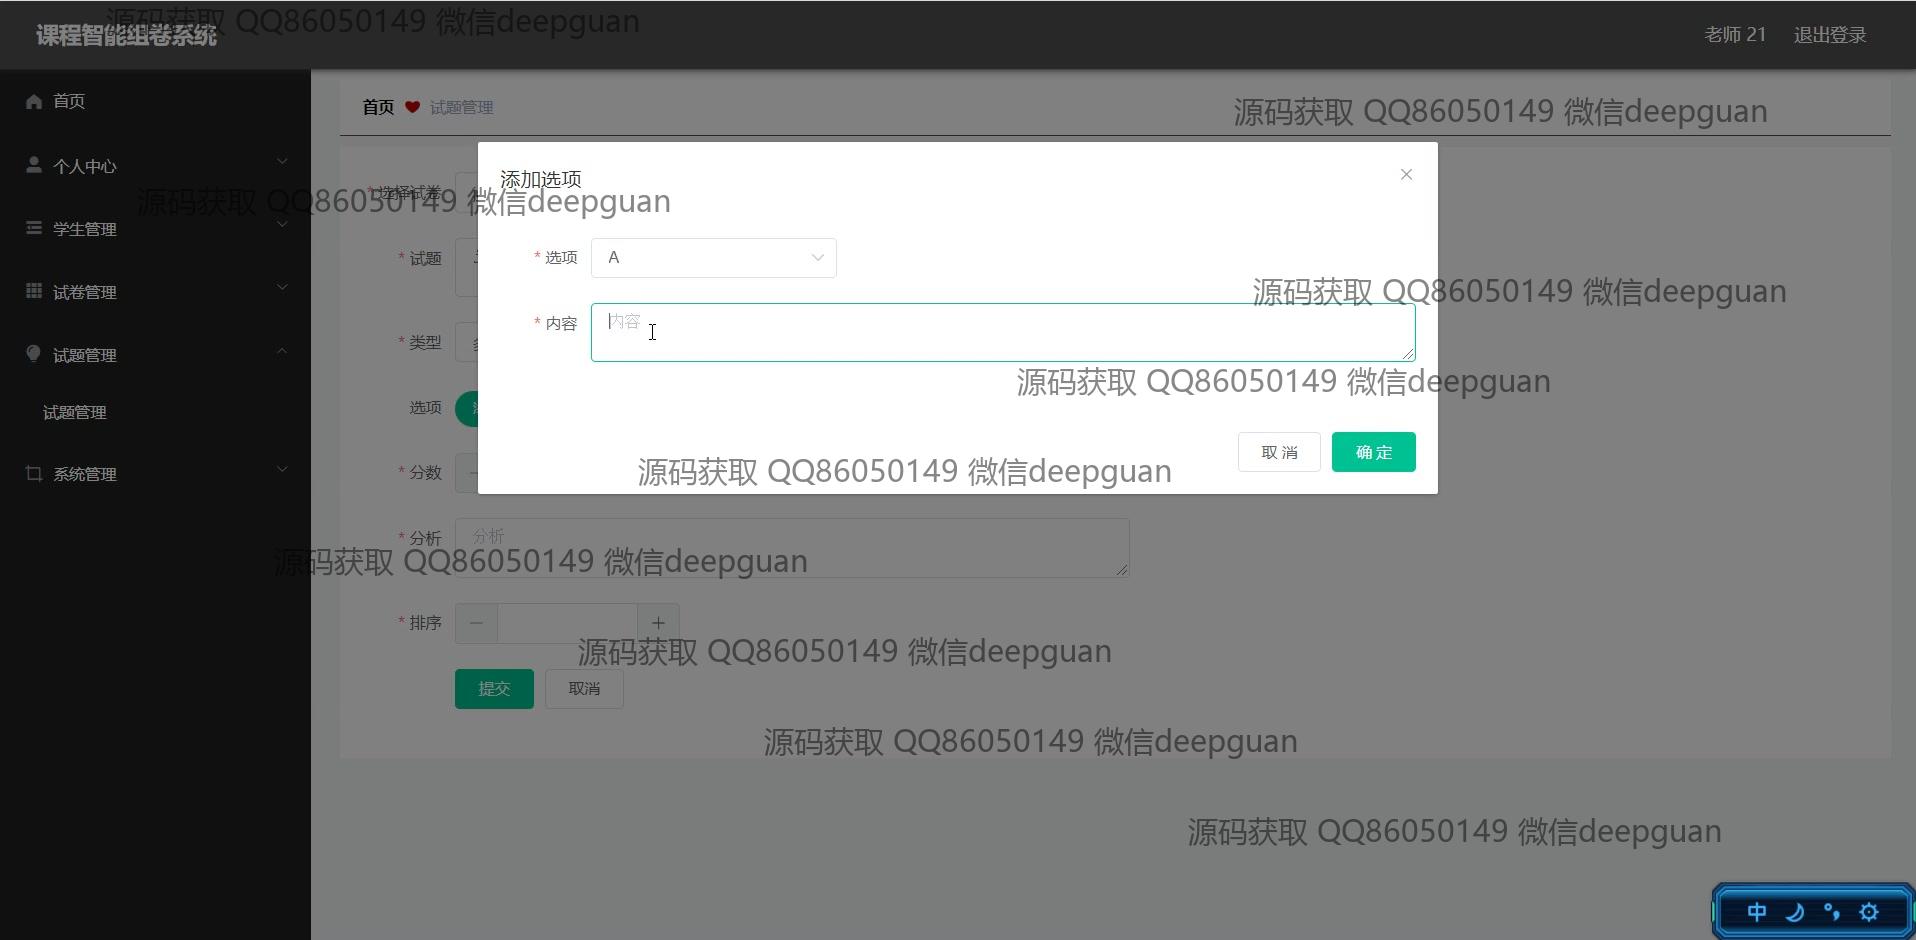 源码获取 QQ86050149 微信deepguan
课程智能组卷系统
老师 21
退出登录
首页
首页
试题管理
源码获取 QQ86050149 微信deepguan
个人中心
添加选项
*选择试卷
源码获取 QQ86050149 微信deepguan
学生管理
* 试题
* 选项
A
试卷管理
源码获取 QQ86050149 微信deepguan
* 内容
内容
* 类型
试题管理
源码获取 QQ86050149 微信deepguan
试题管理
选项
取消
确定
* 分数
系统管理
源码获取 QQ86050149 微信deepguan
* 分析
分析
源码获取 QQ86050149 微信deepguan
* 排序
源码获取 QQ86050149 微信deepguan
提交
取消
源码获取 QQ86050149 微信deepguan
源码获取 QQ86050149 微信deepguan
中